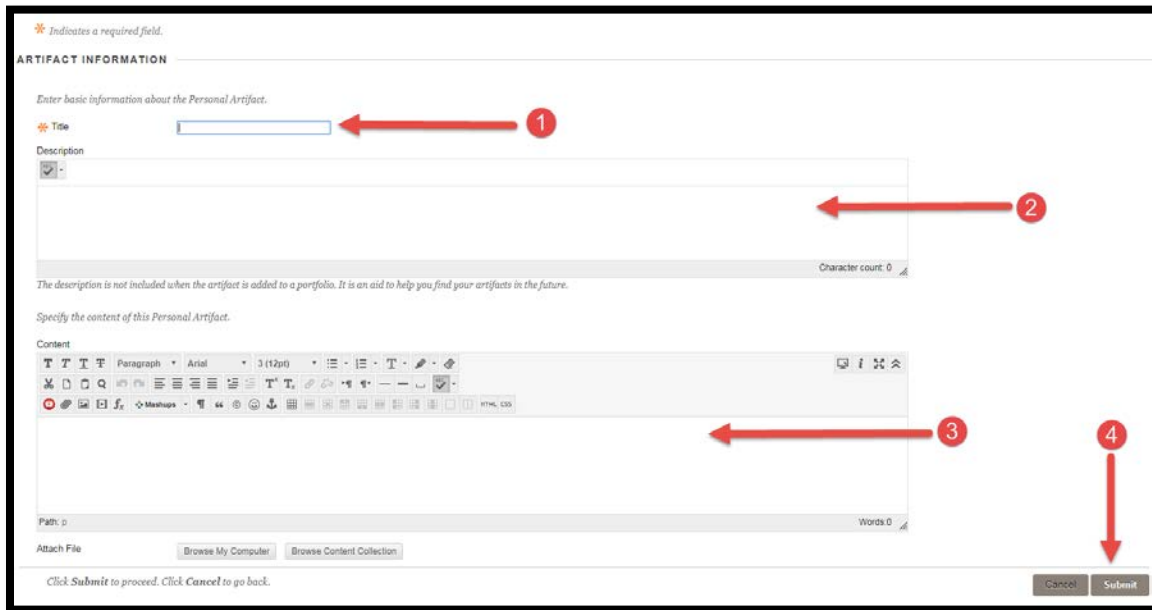 Indicates a required field.
ARTIFACT INFORMATION
Enter basic information about the Personal Artifact.
Title
1
Description
2
Character count: 0
The description is not included when the artifact is added to a portfolio. It is an aid to help you find your artifacts in the future.
Specify the content of this Personal Artifact.
Content
T T T T Paragraph Arial 3 (12pt) T i
T T ¶ ¶
fx Mashups ¶ “ © HTML CSS
3
4
Path: p Words:0
Attach File Browse My Computer Browse Content Collection
Click Submit to proceed. Click Cancel to go back. Cancel Submit